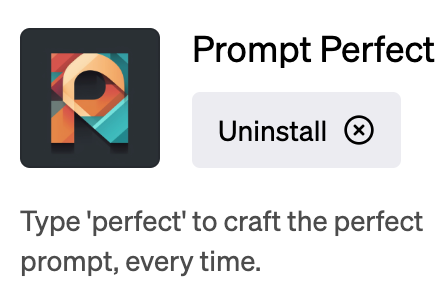 Prompt Perfect
Uninstall
Type 'perfect' to craft the perfect
prompt, every time.